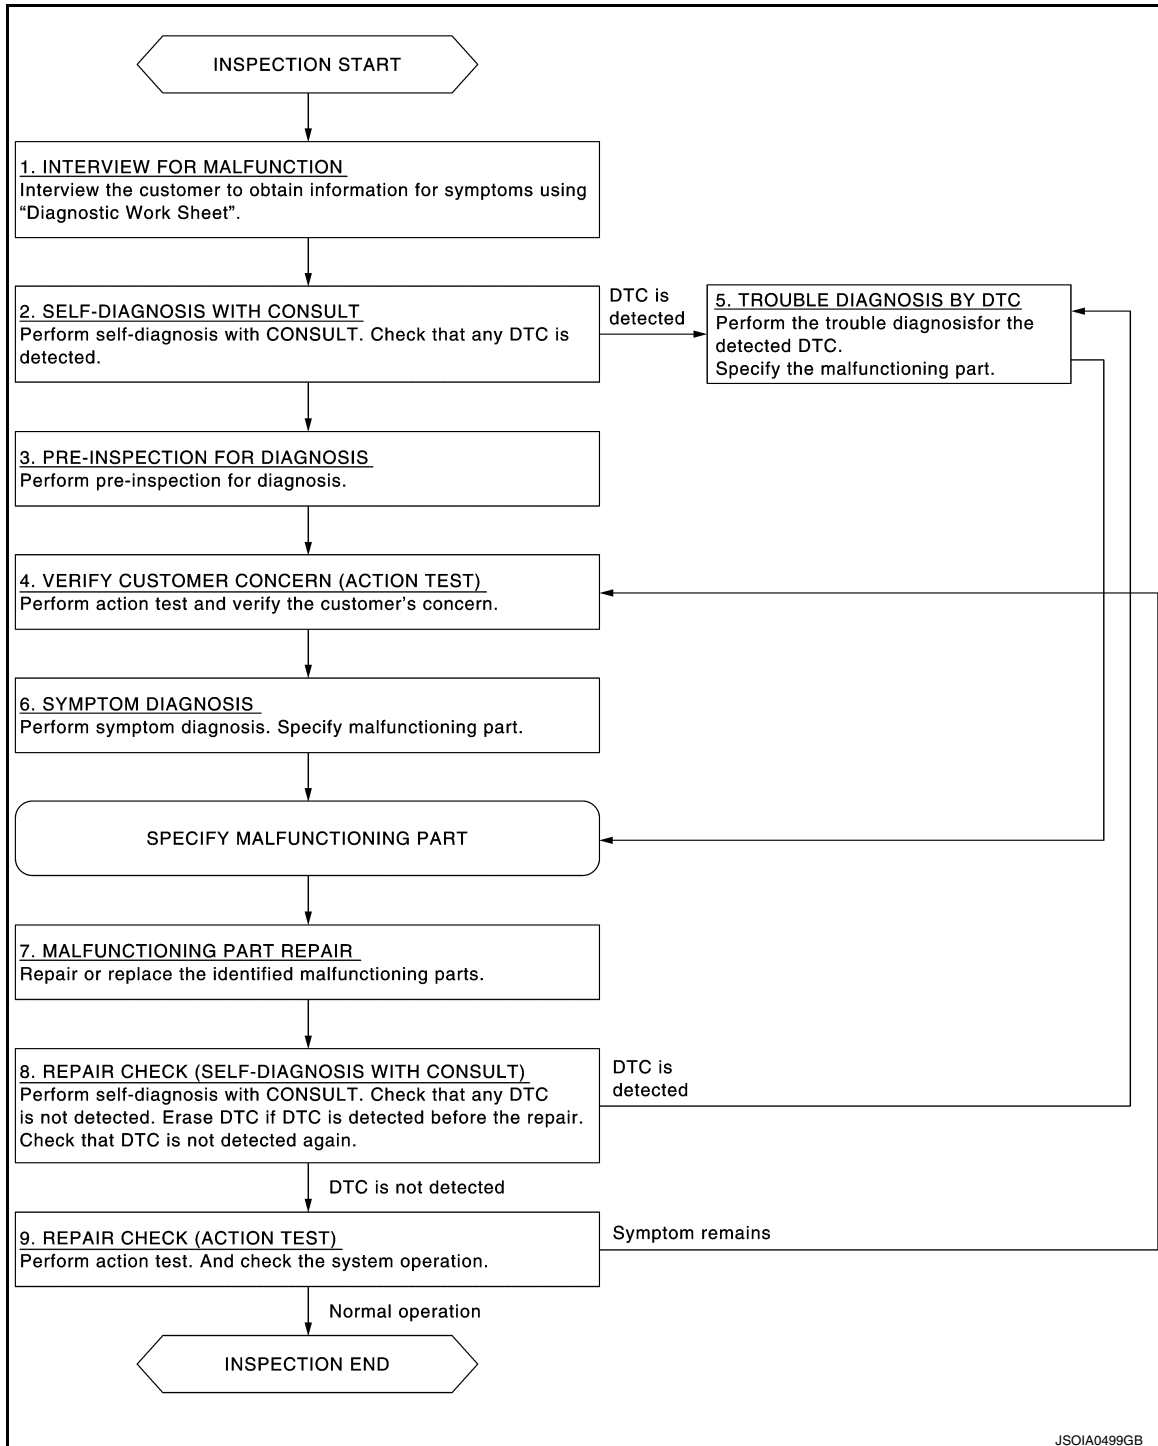 INSPECTION START
1. INTERVIEW FOR MALFUNCTION
Interview the customer to obtain information for symptoms using
“Diagnostic Work Sheet”.
2. SELF-DIAGNOSIS WITH CONSULT
Perform self-diagnosis with CONSULT. Check that any DTC is
detected.
DTC is
detected
5. TROUBLE DIAGNOSIS BY DTC
Perform the trouble diagnosisfor the
detected DTC.
Specify the malfunctioning part.
3. PRE-INSPECTION FOR DIAGNOSIS
Perform pre-inspection for diagnosis.
4. VERIFY CUSTOMER CONCERN (ACTION TEST)
Perform action test and verify the customer’s concern.
6. SYMPTOM DIAGNOSIS
Perform symptom diagnosis. Specify malfunctioning part.
SPECIFY MALFUNCTIONING PART
7. MALFUNCTIONING PART REPAIR
Repair or replace the identified malfunctioning parts.
8. REPAIR CHECK (SELF-DIAGNOSIS WITH CONSULT)
Perform self-diagnosis with CONSULT. Check that any DTC
is not detected. Erase DTC if DTC is detected before the repair.
Check that DTC is not detected again.
DTC is
detected
DTC is not detected
9. REPAIR CHECK (ACTION TEST)
Perform action test. And check the system operation.
Symptom remains
Normal operation
INSPECTION END
JSOIA0499GB